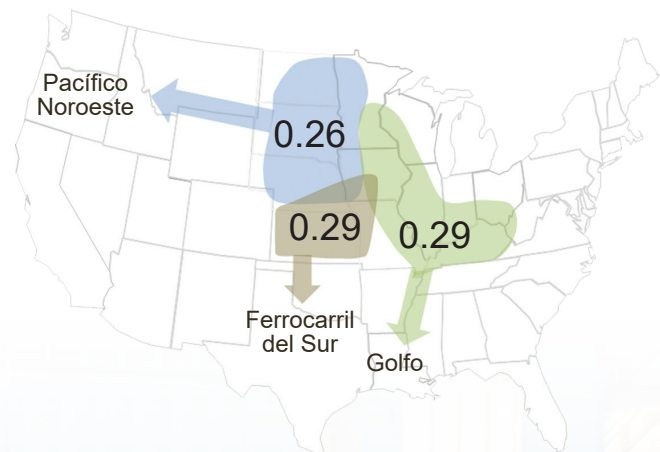 Pacífico
Noroeste
0.26
0.29
0.29
Ferrocarril
del Sur
Golfo